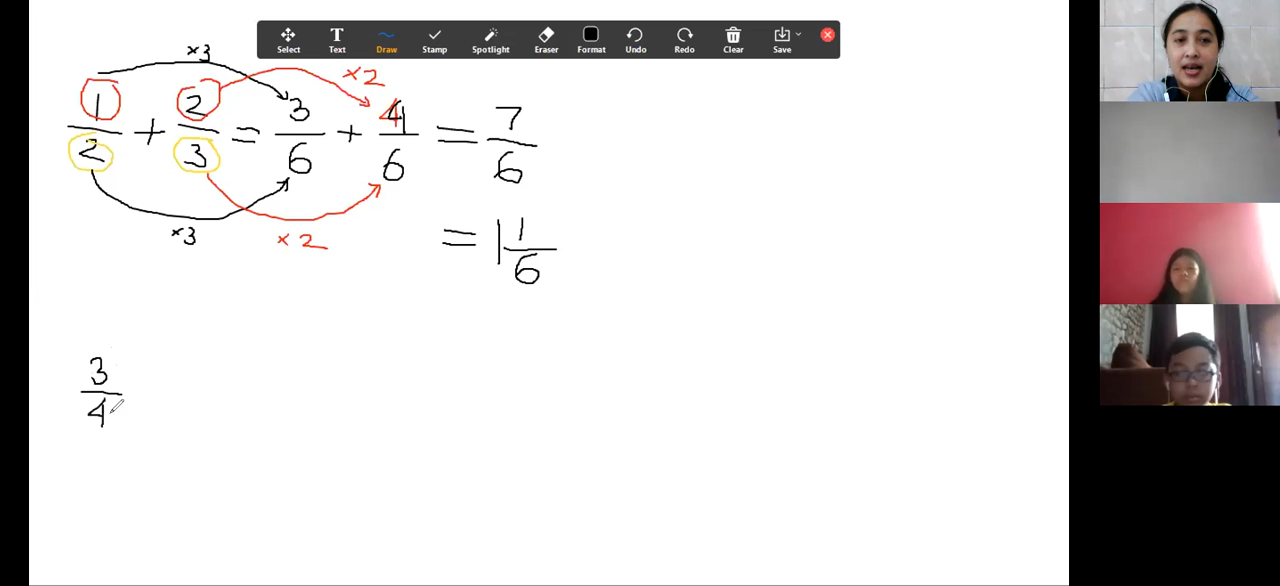 Select Text Draw Stamp Spotlight Eraser Format Undo Redo Clear Save
×3 ×2
1/2 + 2/3 = 3/6 + 4/6 = 7/6
×3 ×2
= 1 1/6
3/4